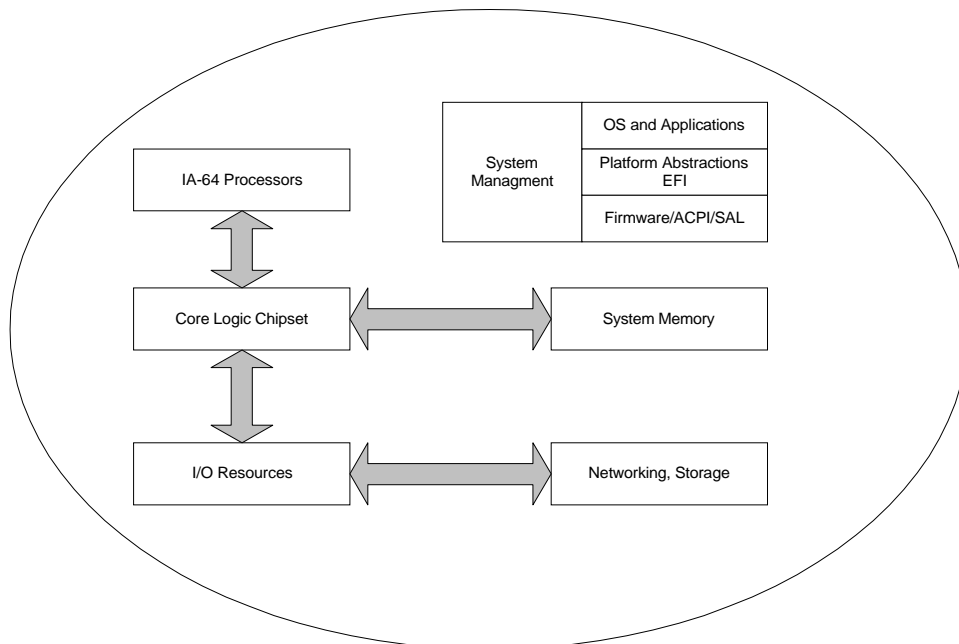 OS and Applications
System
Managment
Platform Abstractions
EFI
Firmware/ACPI/SAL
IA-64 Processors
Core Logic Chipset
System Memory
I/O Resources
Networking, Storage